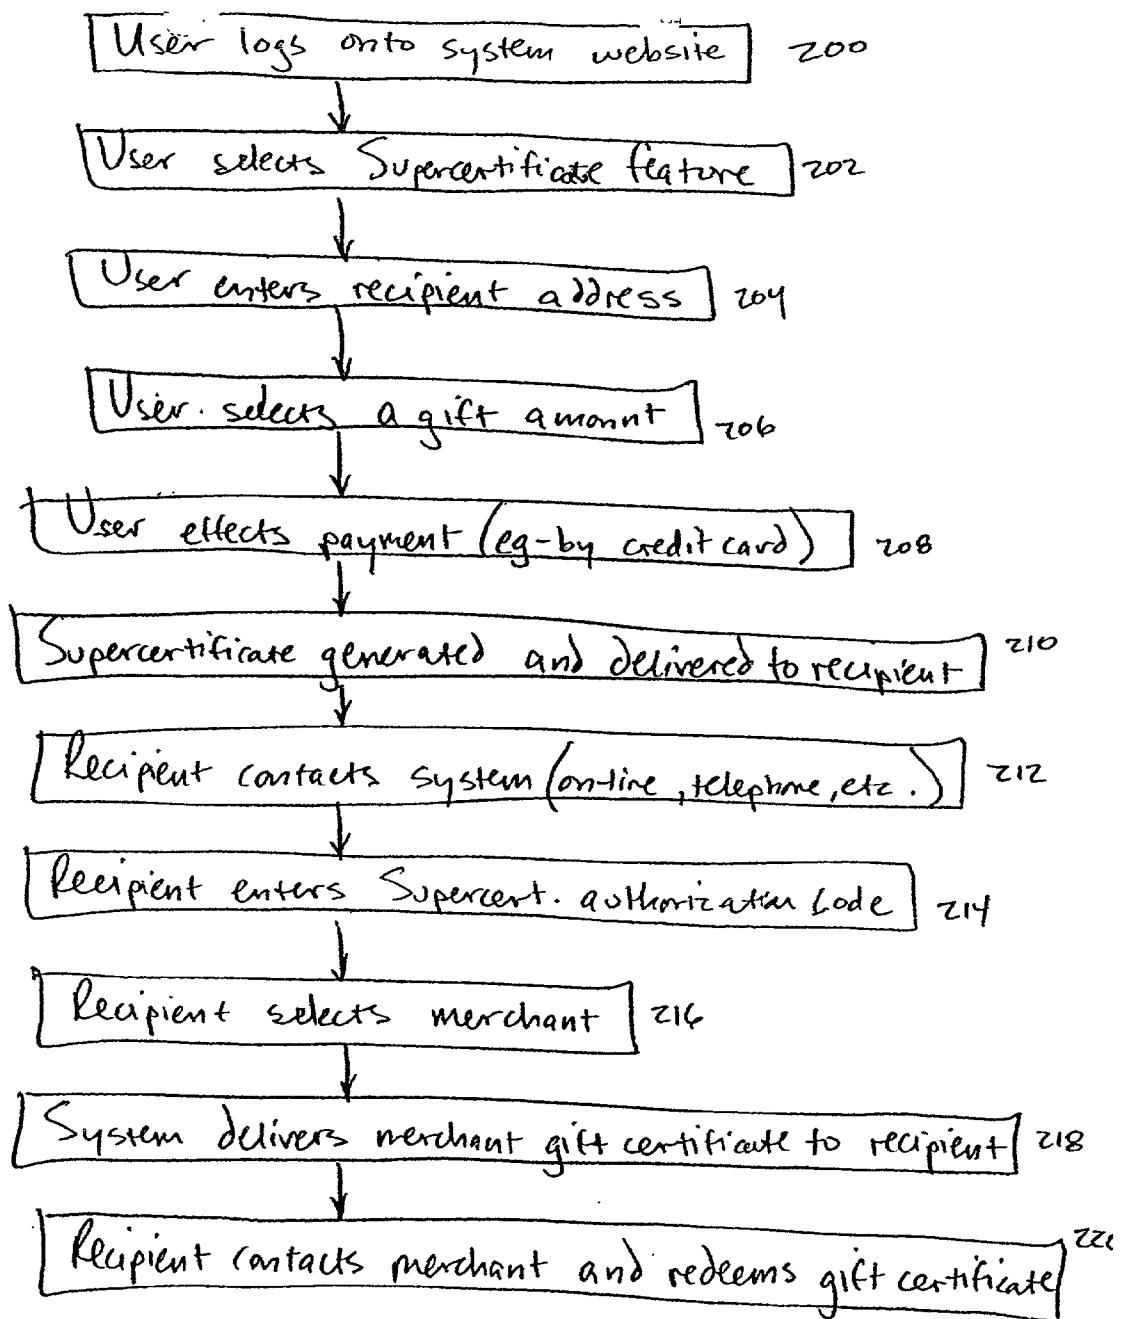 User logs onto system website 200
User selects Supercertificate feature 202
User enters recipient address 204
User selects a gift amount 206
User effects payment (eg-by credit card) 208
Supercertificate generated and delivered to recipient 210
Recipient contacts system (on-line, telephone, etc.) 212
Recipient enters Supercert. authorization code 214
Recipient selects merchant 216
System delivers merchant gift certificate to recipient 218
Recipient contacts merchant and redeems gift certificate